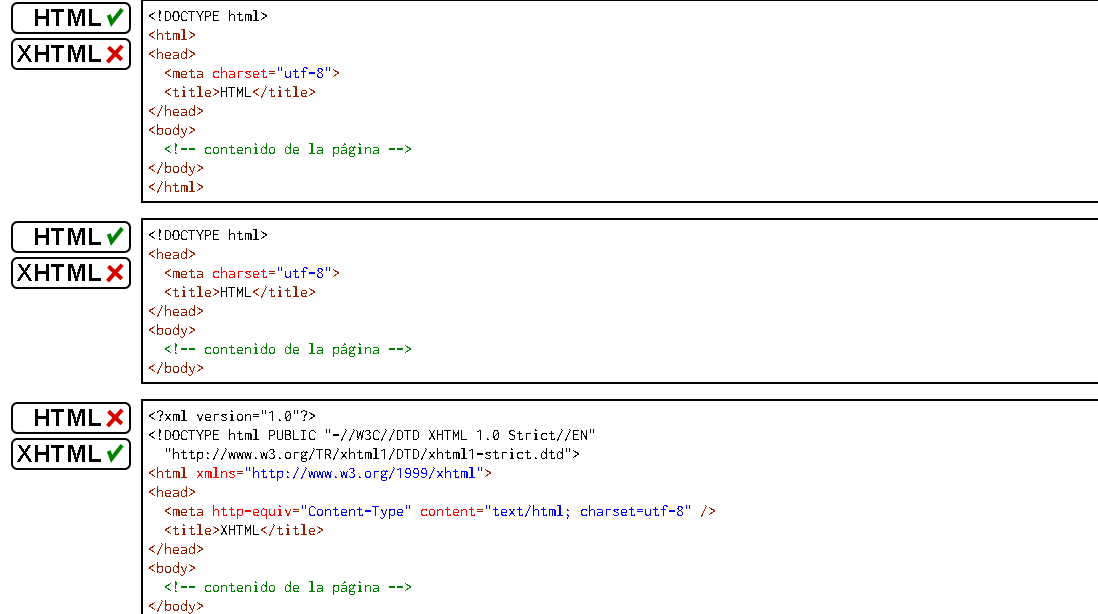 HTML✔
XHTML✘
<!DOCTYPE html>
<html>
<head>
  <meta charset="utf-8">
  <title>HTML</title>
</head>
<body>
  <!-- contenido de la página -->
</body>
</html>
HTML✔
XHTML✘
<!DOCTYPE html>
<head>
  <meta charset="utf-8">
  <title>HTML</title>
</head>
<body>
  <!-- contenido de la página -->
</body>
HTML✘
XHTML✔
<?xml version="1.0"?>
<!DOCTYPE html PUBLIC "-//W3C//DTD XHTML 1.0 Strict//EN"
  "http://www.w3.org/TR/xhtml1/DTD/xhtml1-strict.dtd">
<html xmlns="http://www.w3.org/1999/xhtml">
<head>
  <meta http-equiv="Content-Type" content="text/html; charset=utf-8" />
  <title>XHTML</title>
</head>
<body>
  <!-- contenido de la página -->
</body>